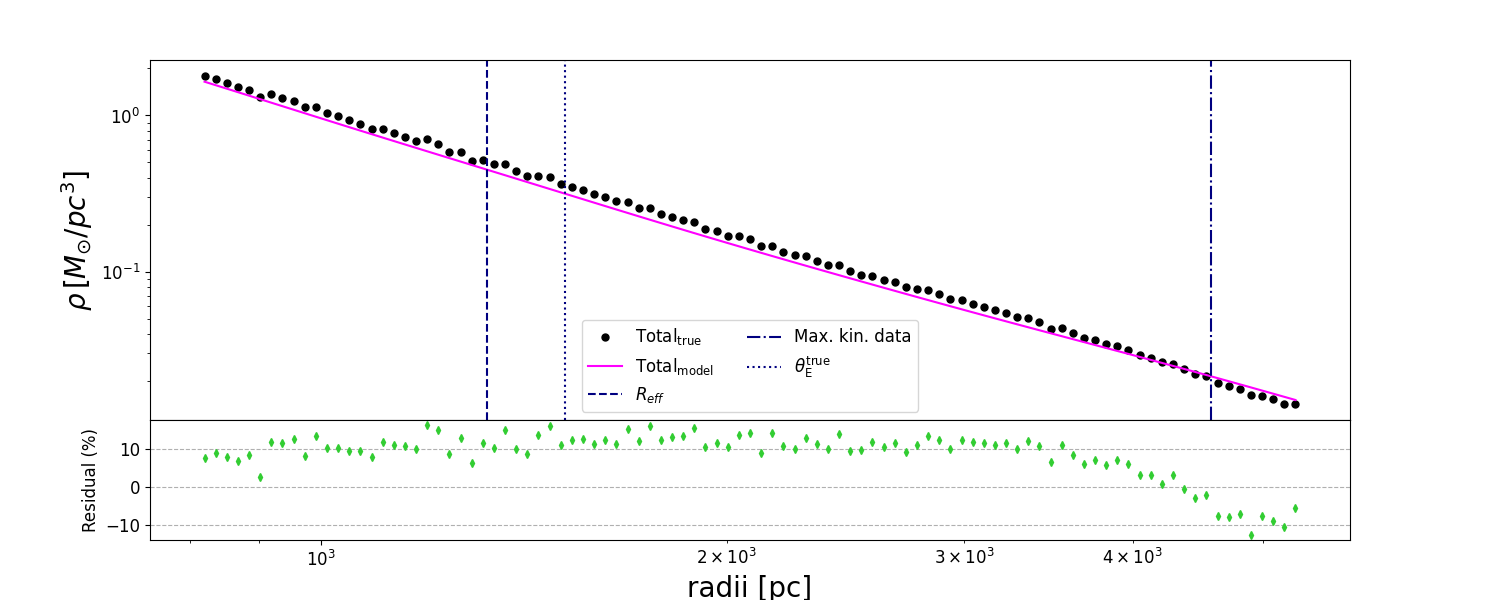 10⁰
10⁻¹
ρ [M⊙/pc³]
Total_true
Total_model
R_eff
Max. kin. data
θ_E^true
Residual (%)
10
0
−10
10³
2 × 10³
3 × 10³
4 × 10³
radii [pc]